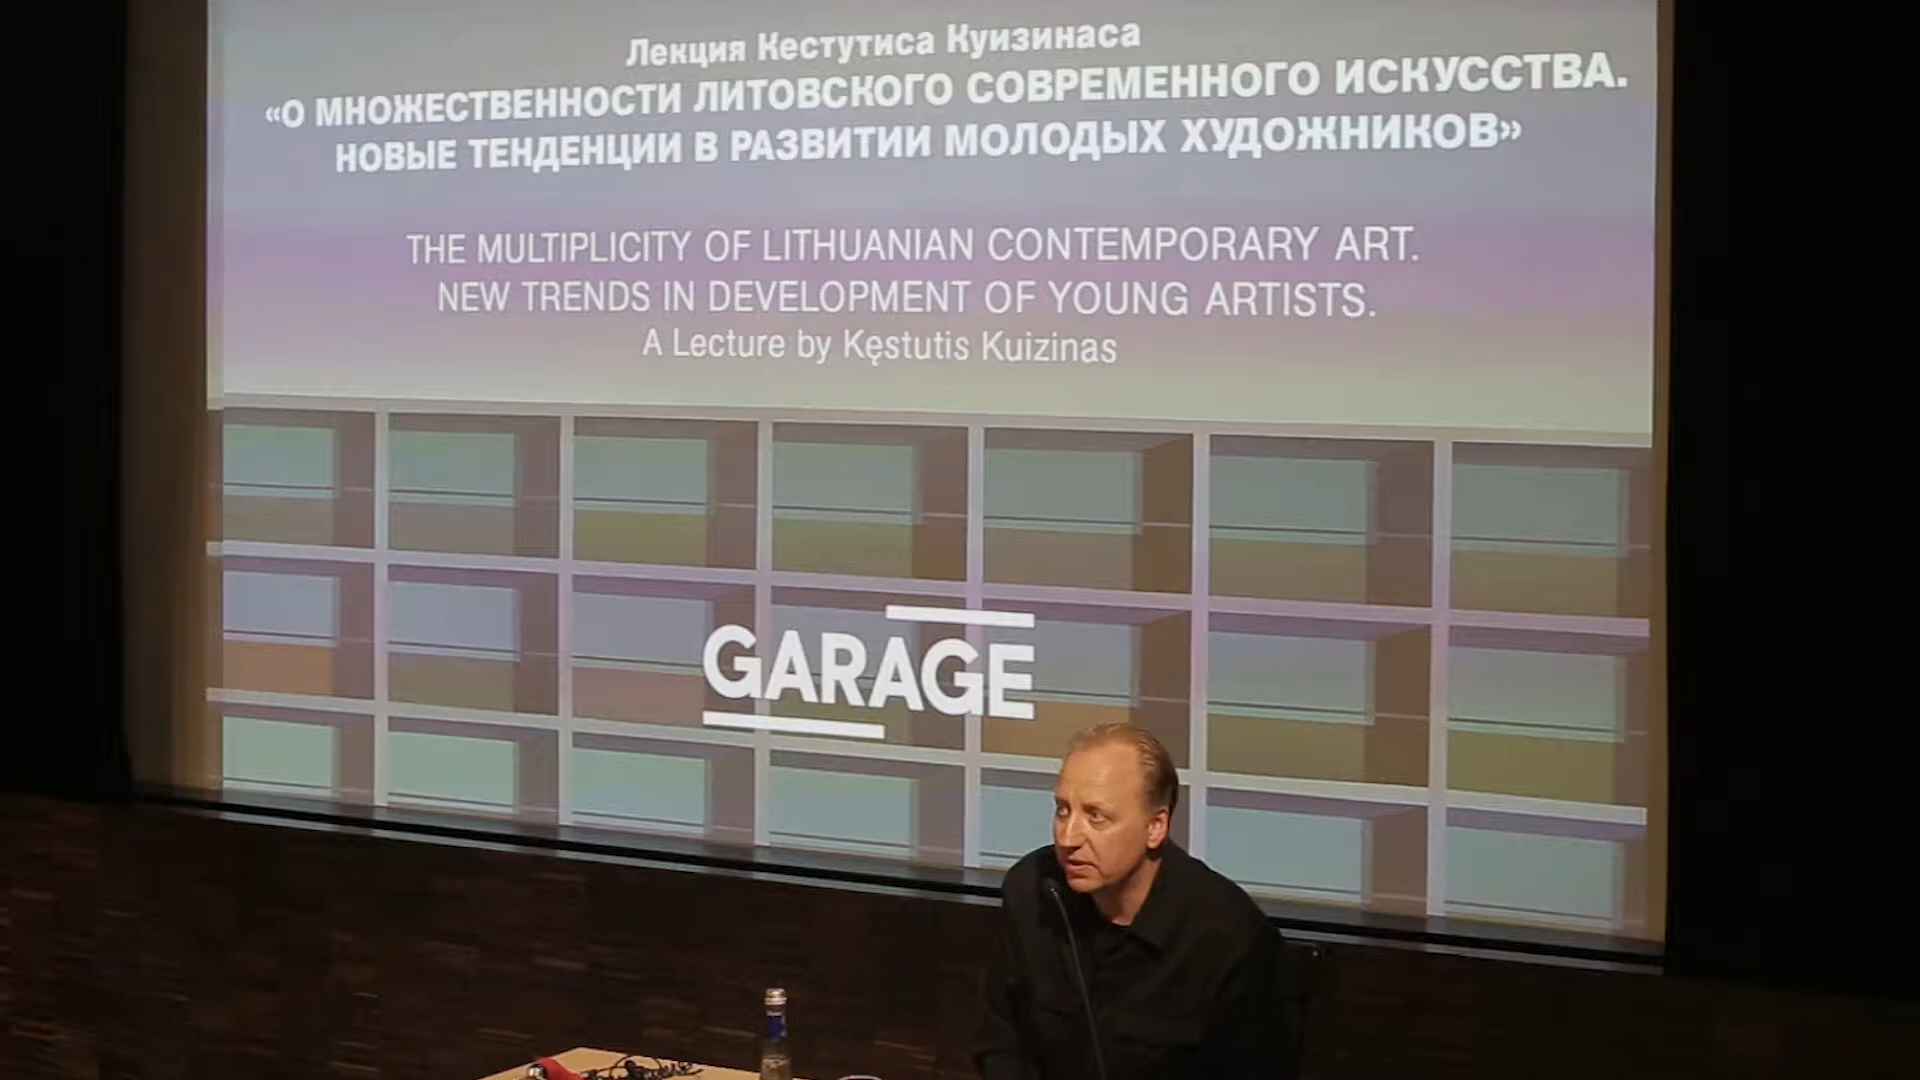 Лекция Кестутиса Куизинаса
«О МНОЖЕСТВЕННОСТИ ЛИТОВСКОГО СОВРЕМЕННОГО ИСКУССТВА.
НОВЫЕ ТЕНДЕНЦИИ В РАЗВИТИИ МОЛОДЫХ ХУДОЖНИКОВ»
THE MULTIPLICITY OF LITHUANIAN CONTEMPORARY ART.
NEW TRENDS IN DEVELOPMENT OF YOUNG ARTISTS.
A Lecture by Kęstutis Kuizinas
GARAGE